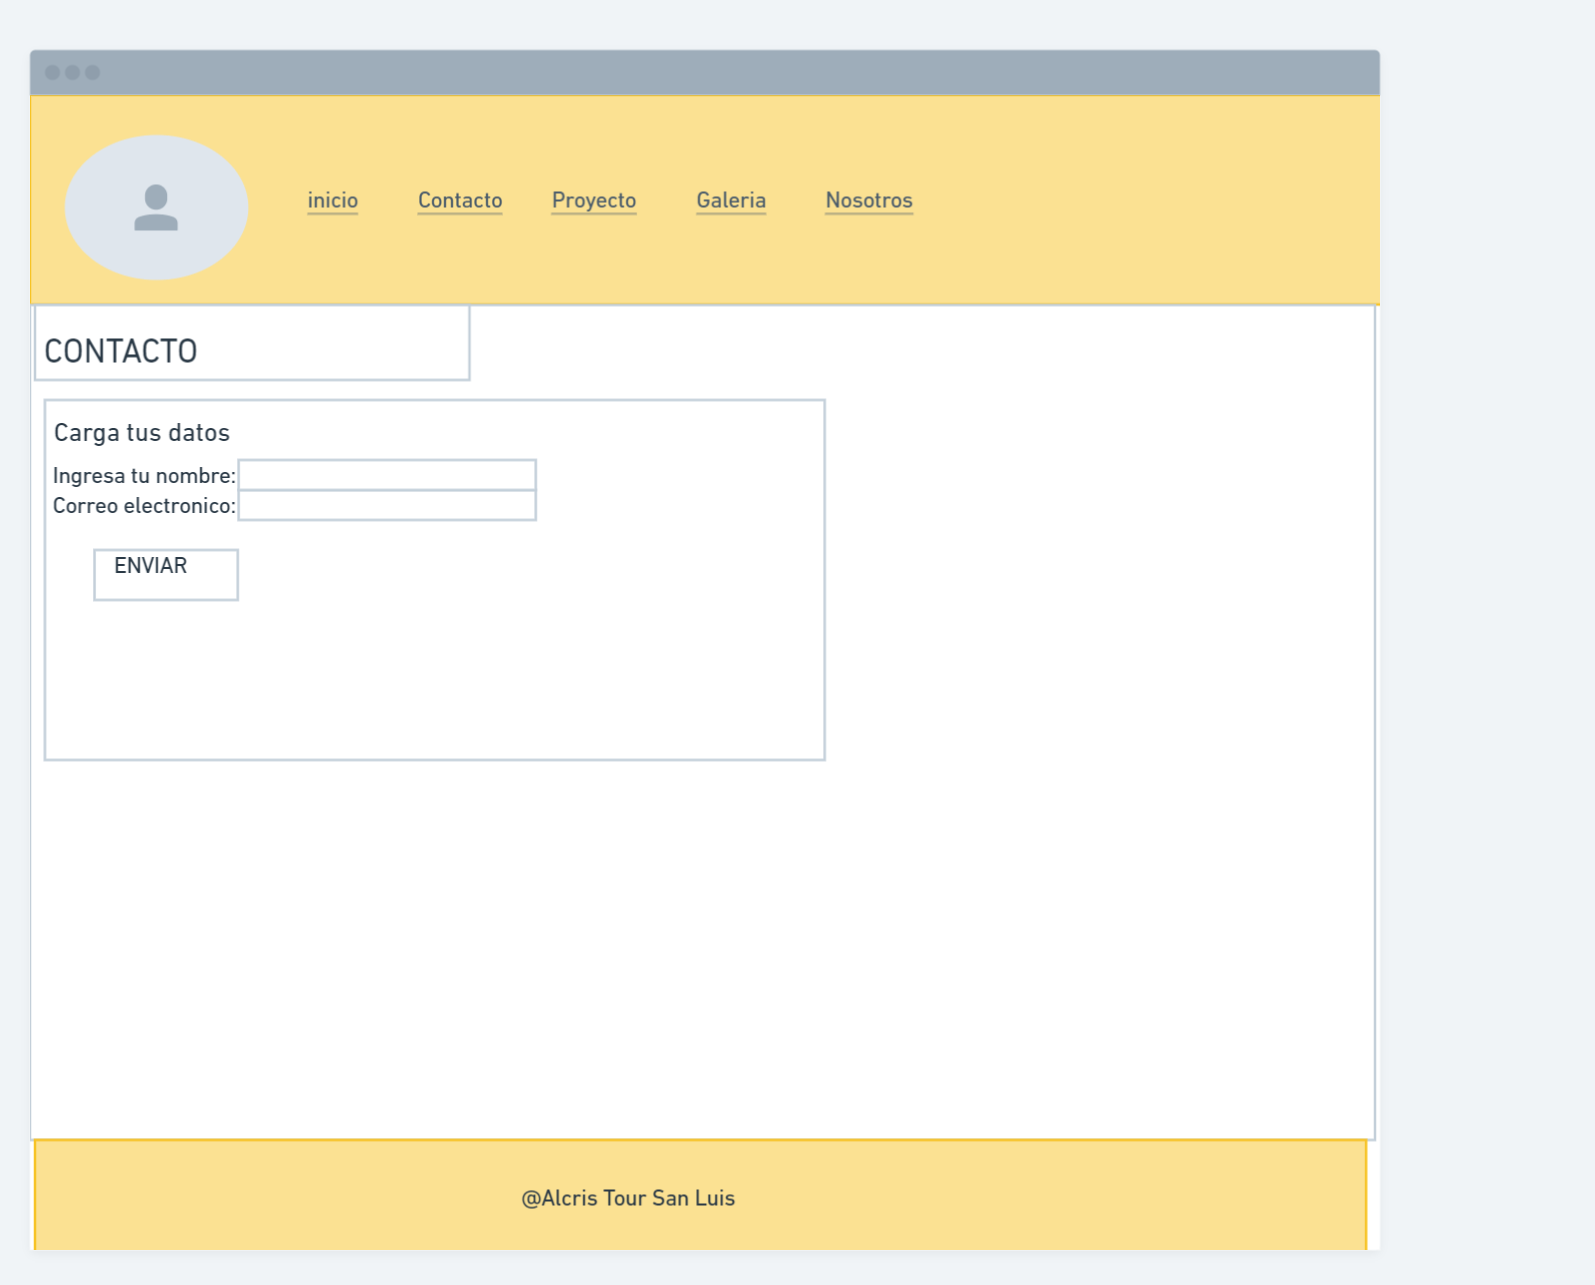 inicio Contacto Proyecto Galeria Nosotros
CONTACTO
Carga tus datos
Ingresa tu nombre:
Correo electronico:
ENVIAR
@Alcris Tour San Luis